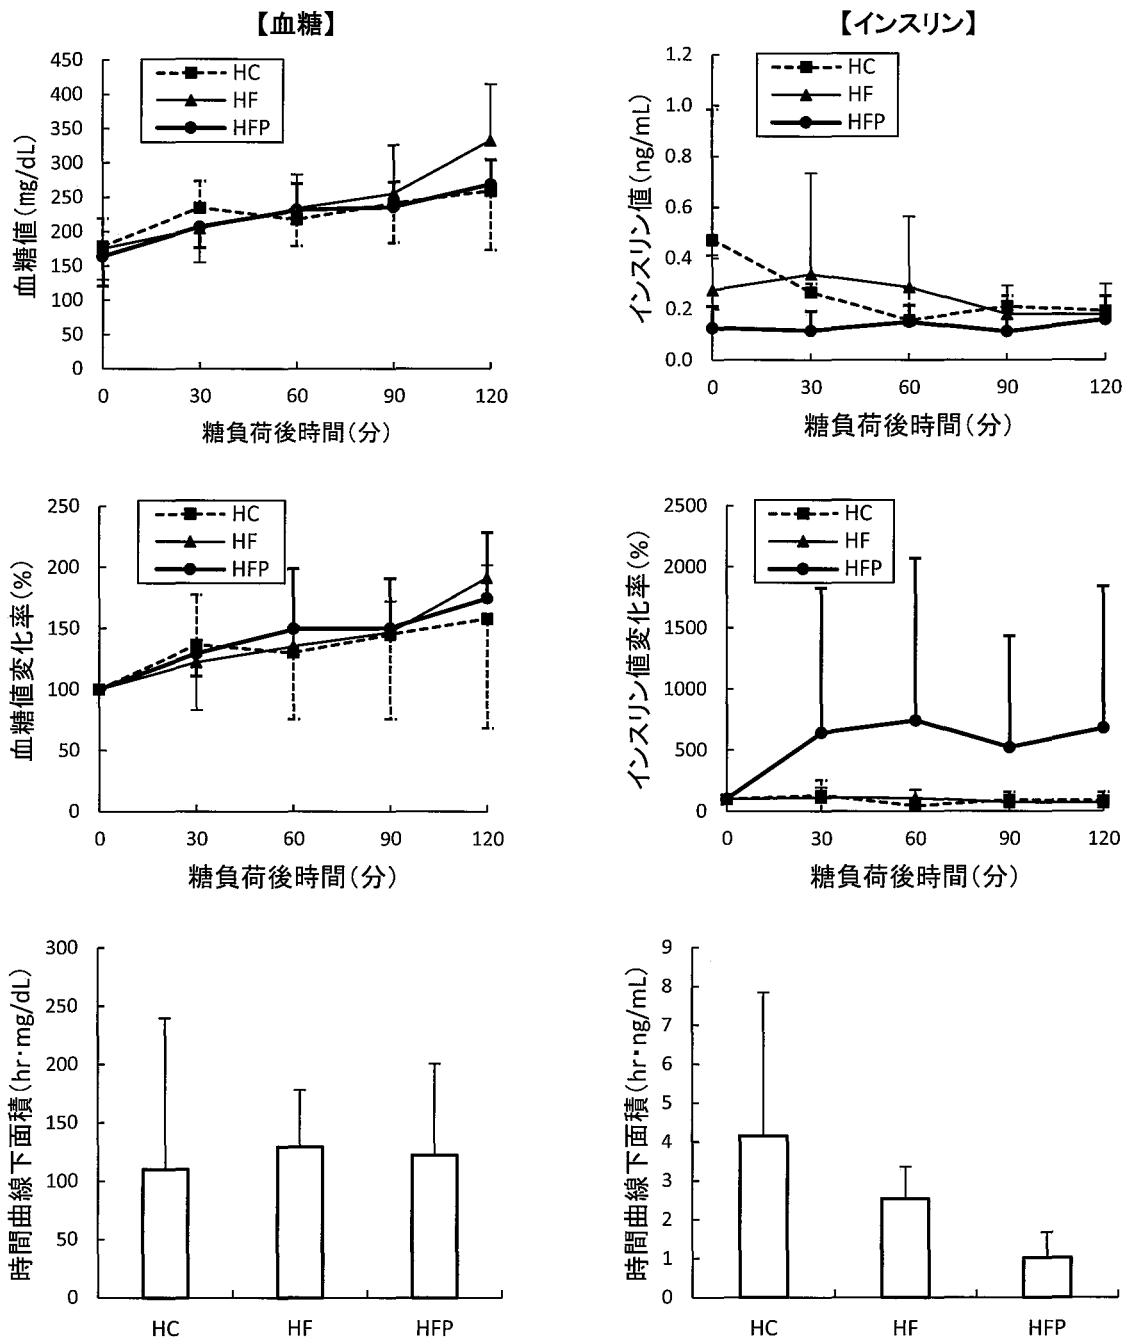 【血糖】
450
400
350
300
250
200
150
100
50
0
血糖値(mg/dL)
HC
HF
HFP
0 30 60 90 120
糖負荷後時間(分)
【インスリン】
1.2
1.0
0.8
0.6
0.4
0.2
0.0
インスリン値(ng/mL)
HC
HF
HFP
0 30 60 90 120
糖負荷後時間(分)
250
200
150
100
50
0
血糖値変化率(%)
HC
HF
HFP
0 30 60 90 120
糖負荷後時間(分)
2500
2000
1500
1000
500
0
インスリン値変化率(%)
HC
HF
HFP
0 30 60 90 120
糖負荷後時間(分)
300
250
200
150
100
50
0
時間曲線下面積(hr・mg/dL)
HC HF HFP
9
8
7
6
5
4
3
2
1
0
時間曲線下面積(hr・ng/mL)
HC HF HFP